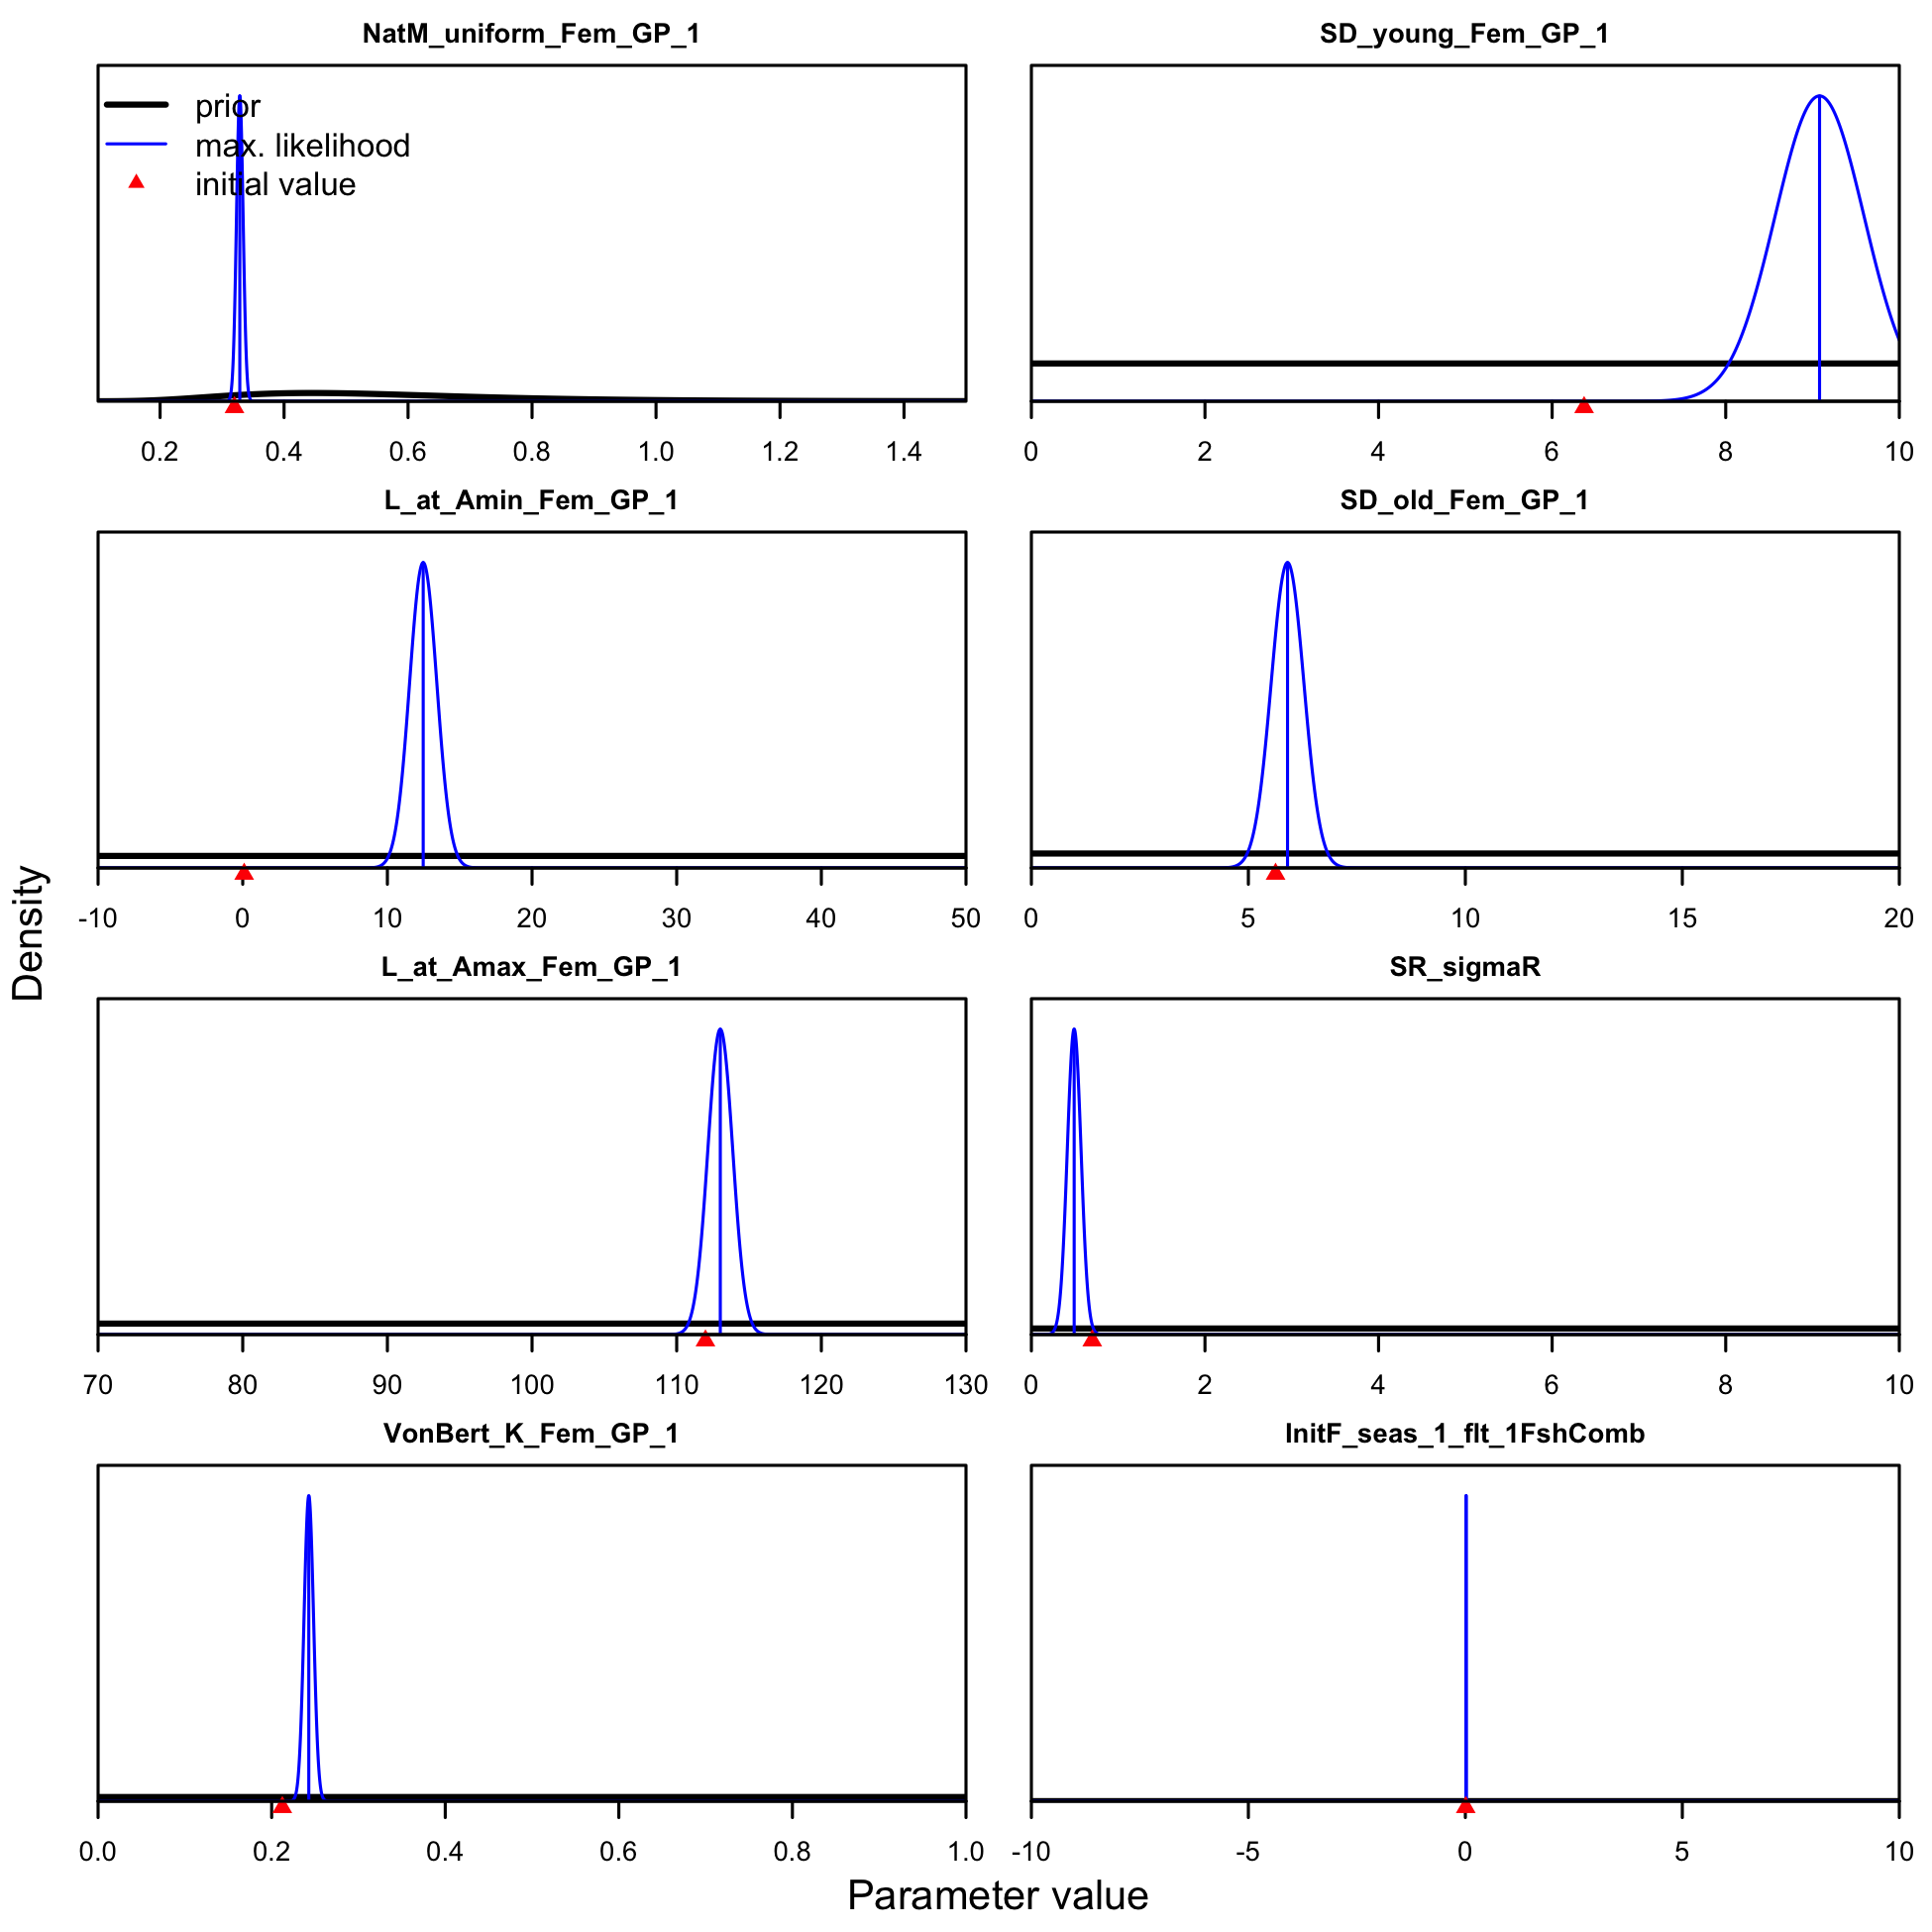 NatM_uniform_Fem_GP_1
prior
max. likelihood
initial value
0.2 0.4 0.6 0.8 1.0 1.2 1.4
SD_young_Fem_GP_1
0 2 4 6 8 10
L_at_Amin_Fem_GP_1
-10 0 10 20 30 40 50
SD_old_Fem_GP_1
0 5 10 15 20
L_at_Amax_Fem_GP_1
70 80 90 100 110 120 130
SR_sigmaR
0 2 4 6 8 10
VonBert_K_Fem_GP_1
0.0 0.2 0.4 0.6 0.8 1.0
InitF_seas_1_flt_1FshComb
-10 -5 0 5 10
Density
Parameter value